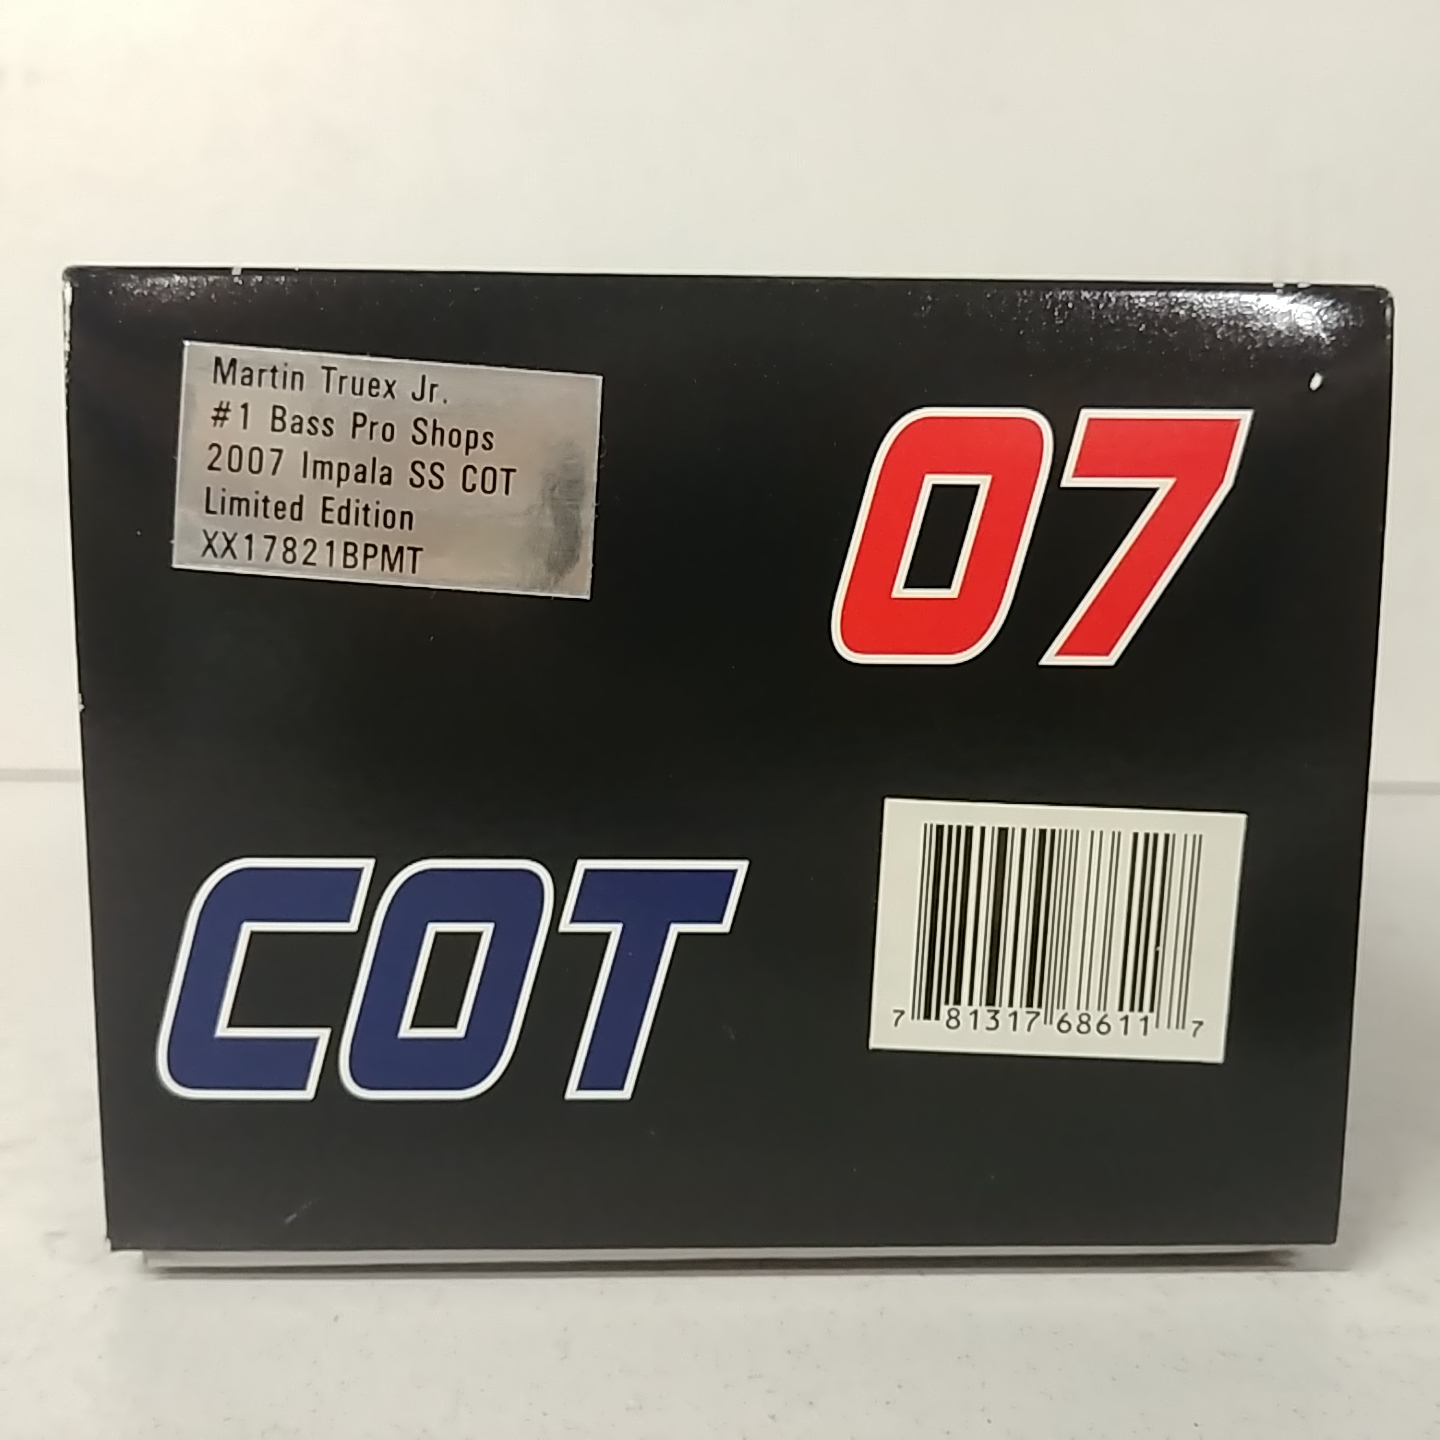 Martin Truex Jr.
#1 Bass Pro Shops
2007 Impala SS COT
Limited Edition
XX17821BPMT
07
COT
7 81317 68611 7